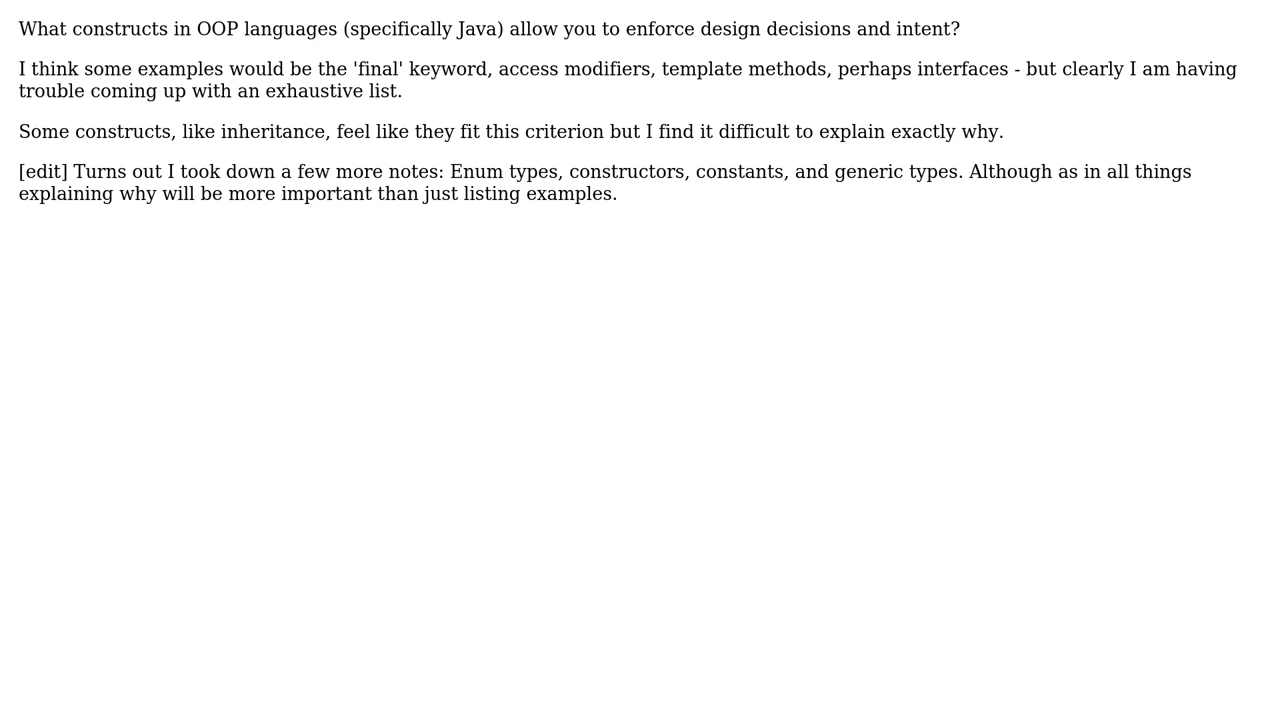 What constructs in OOP languages (specifically Java) allow you to enforce design decisions and intent?
I think some examples would be the 'final' keyword, access modifiers, template methods, perhaps interfaces - but clearly I am having
trouble coming up with an exhaustive list.
Some constructs, like inheritance, feel like they fit this criterion but I find it difficult to explain exactly why.
[edit] Turns out I took down a few more notes: Enum types, constructors, constants, and generic types. Although as in all things
explaining why will be more important than just listing examples.